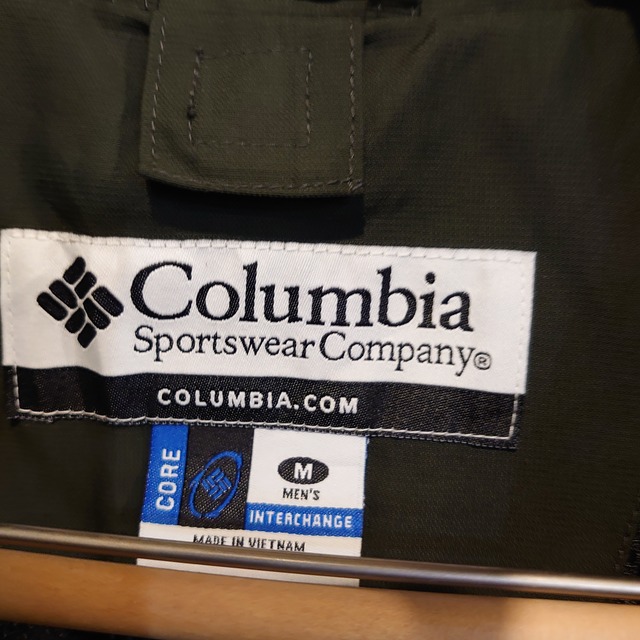 Columbia
Sportswear Company®
COLUMBIA.COM
CORE
M
MEN'S
INTERCHANGE
MADE IN VIETNAM